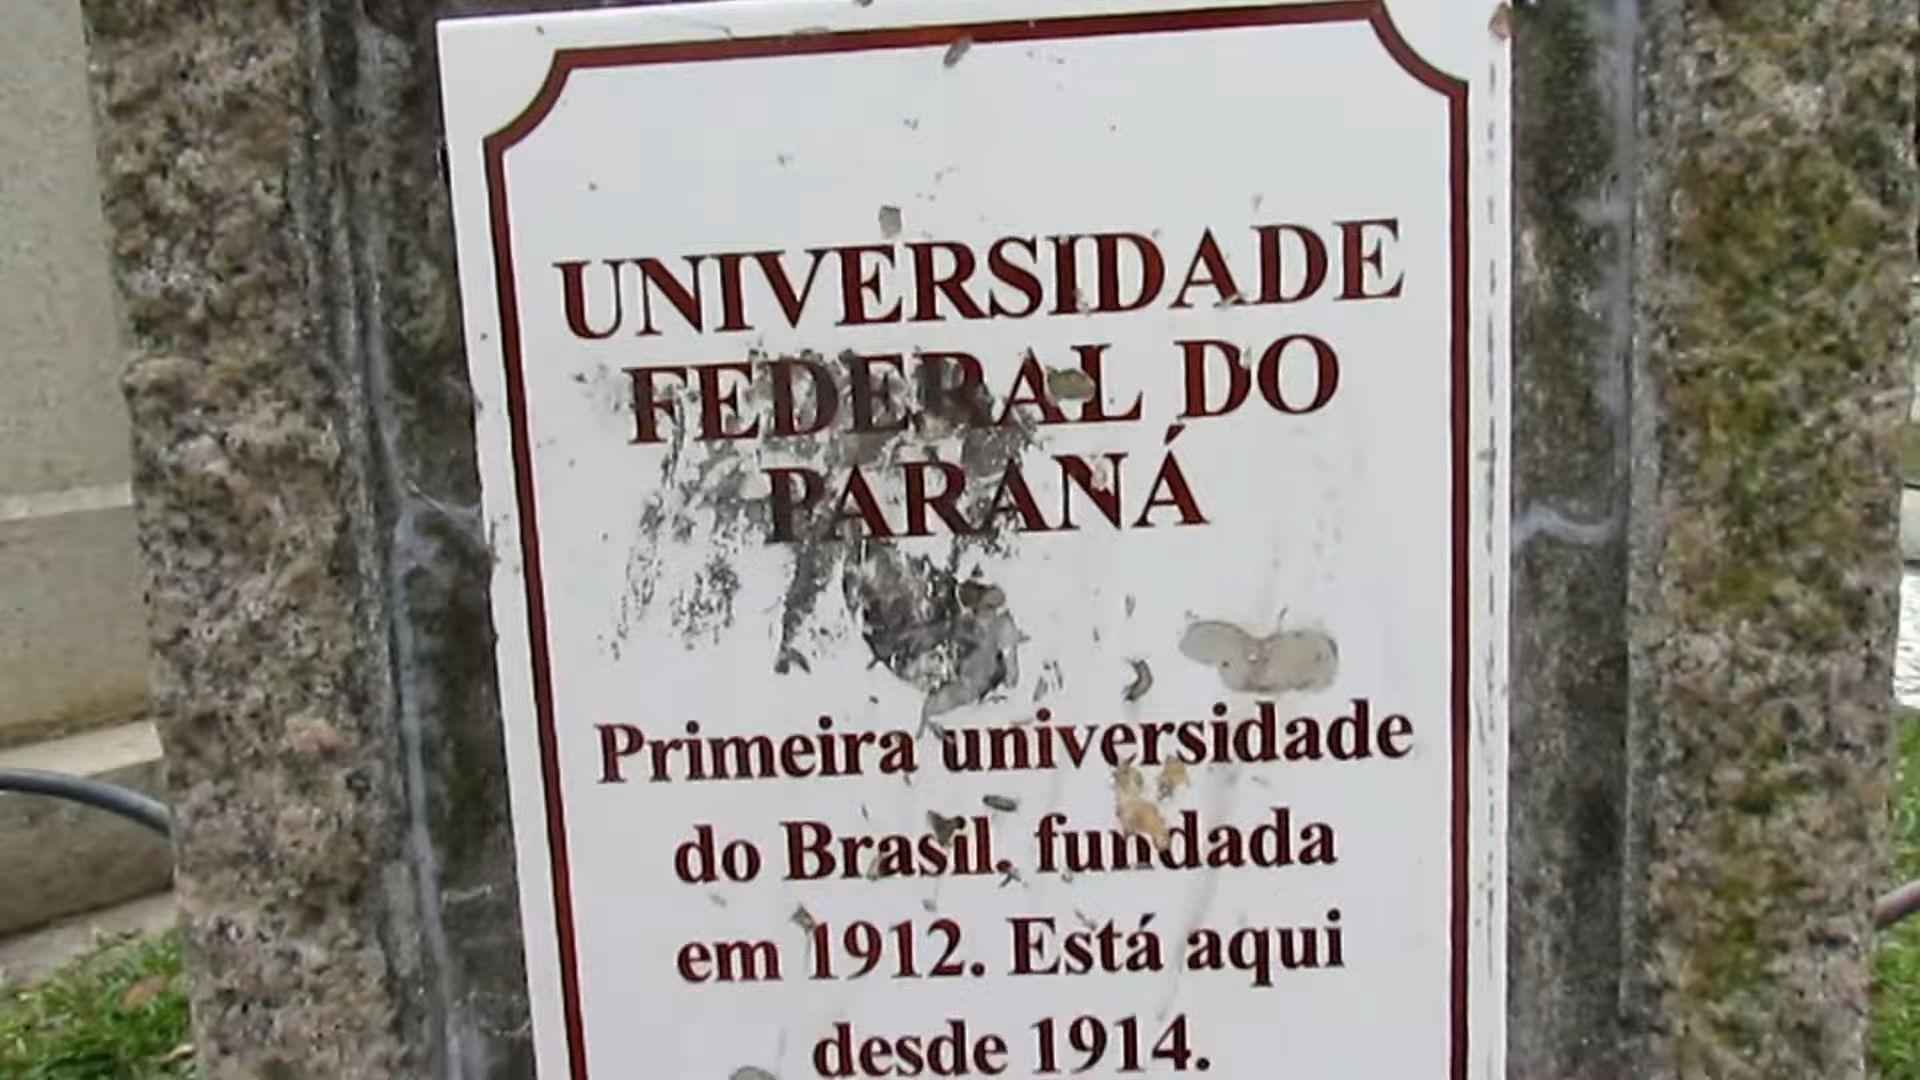 UNIVERSIDADE
FEDERAL DO
PARANÁ
Primeira universidade
do Brasil, fundada
em 1912. Está aqui
desde 1914.